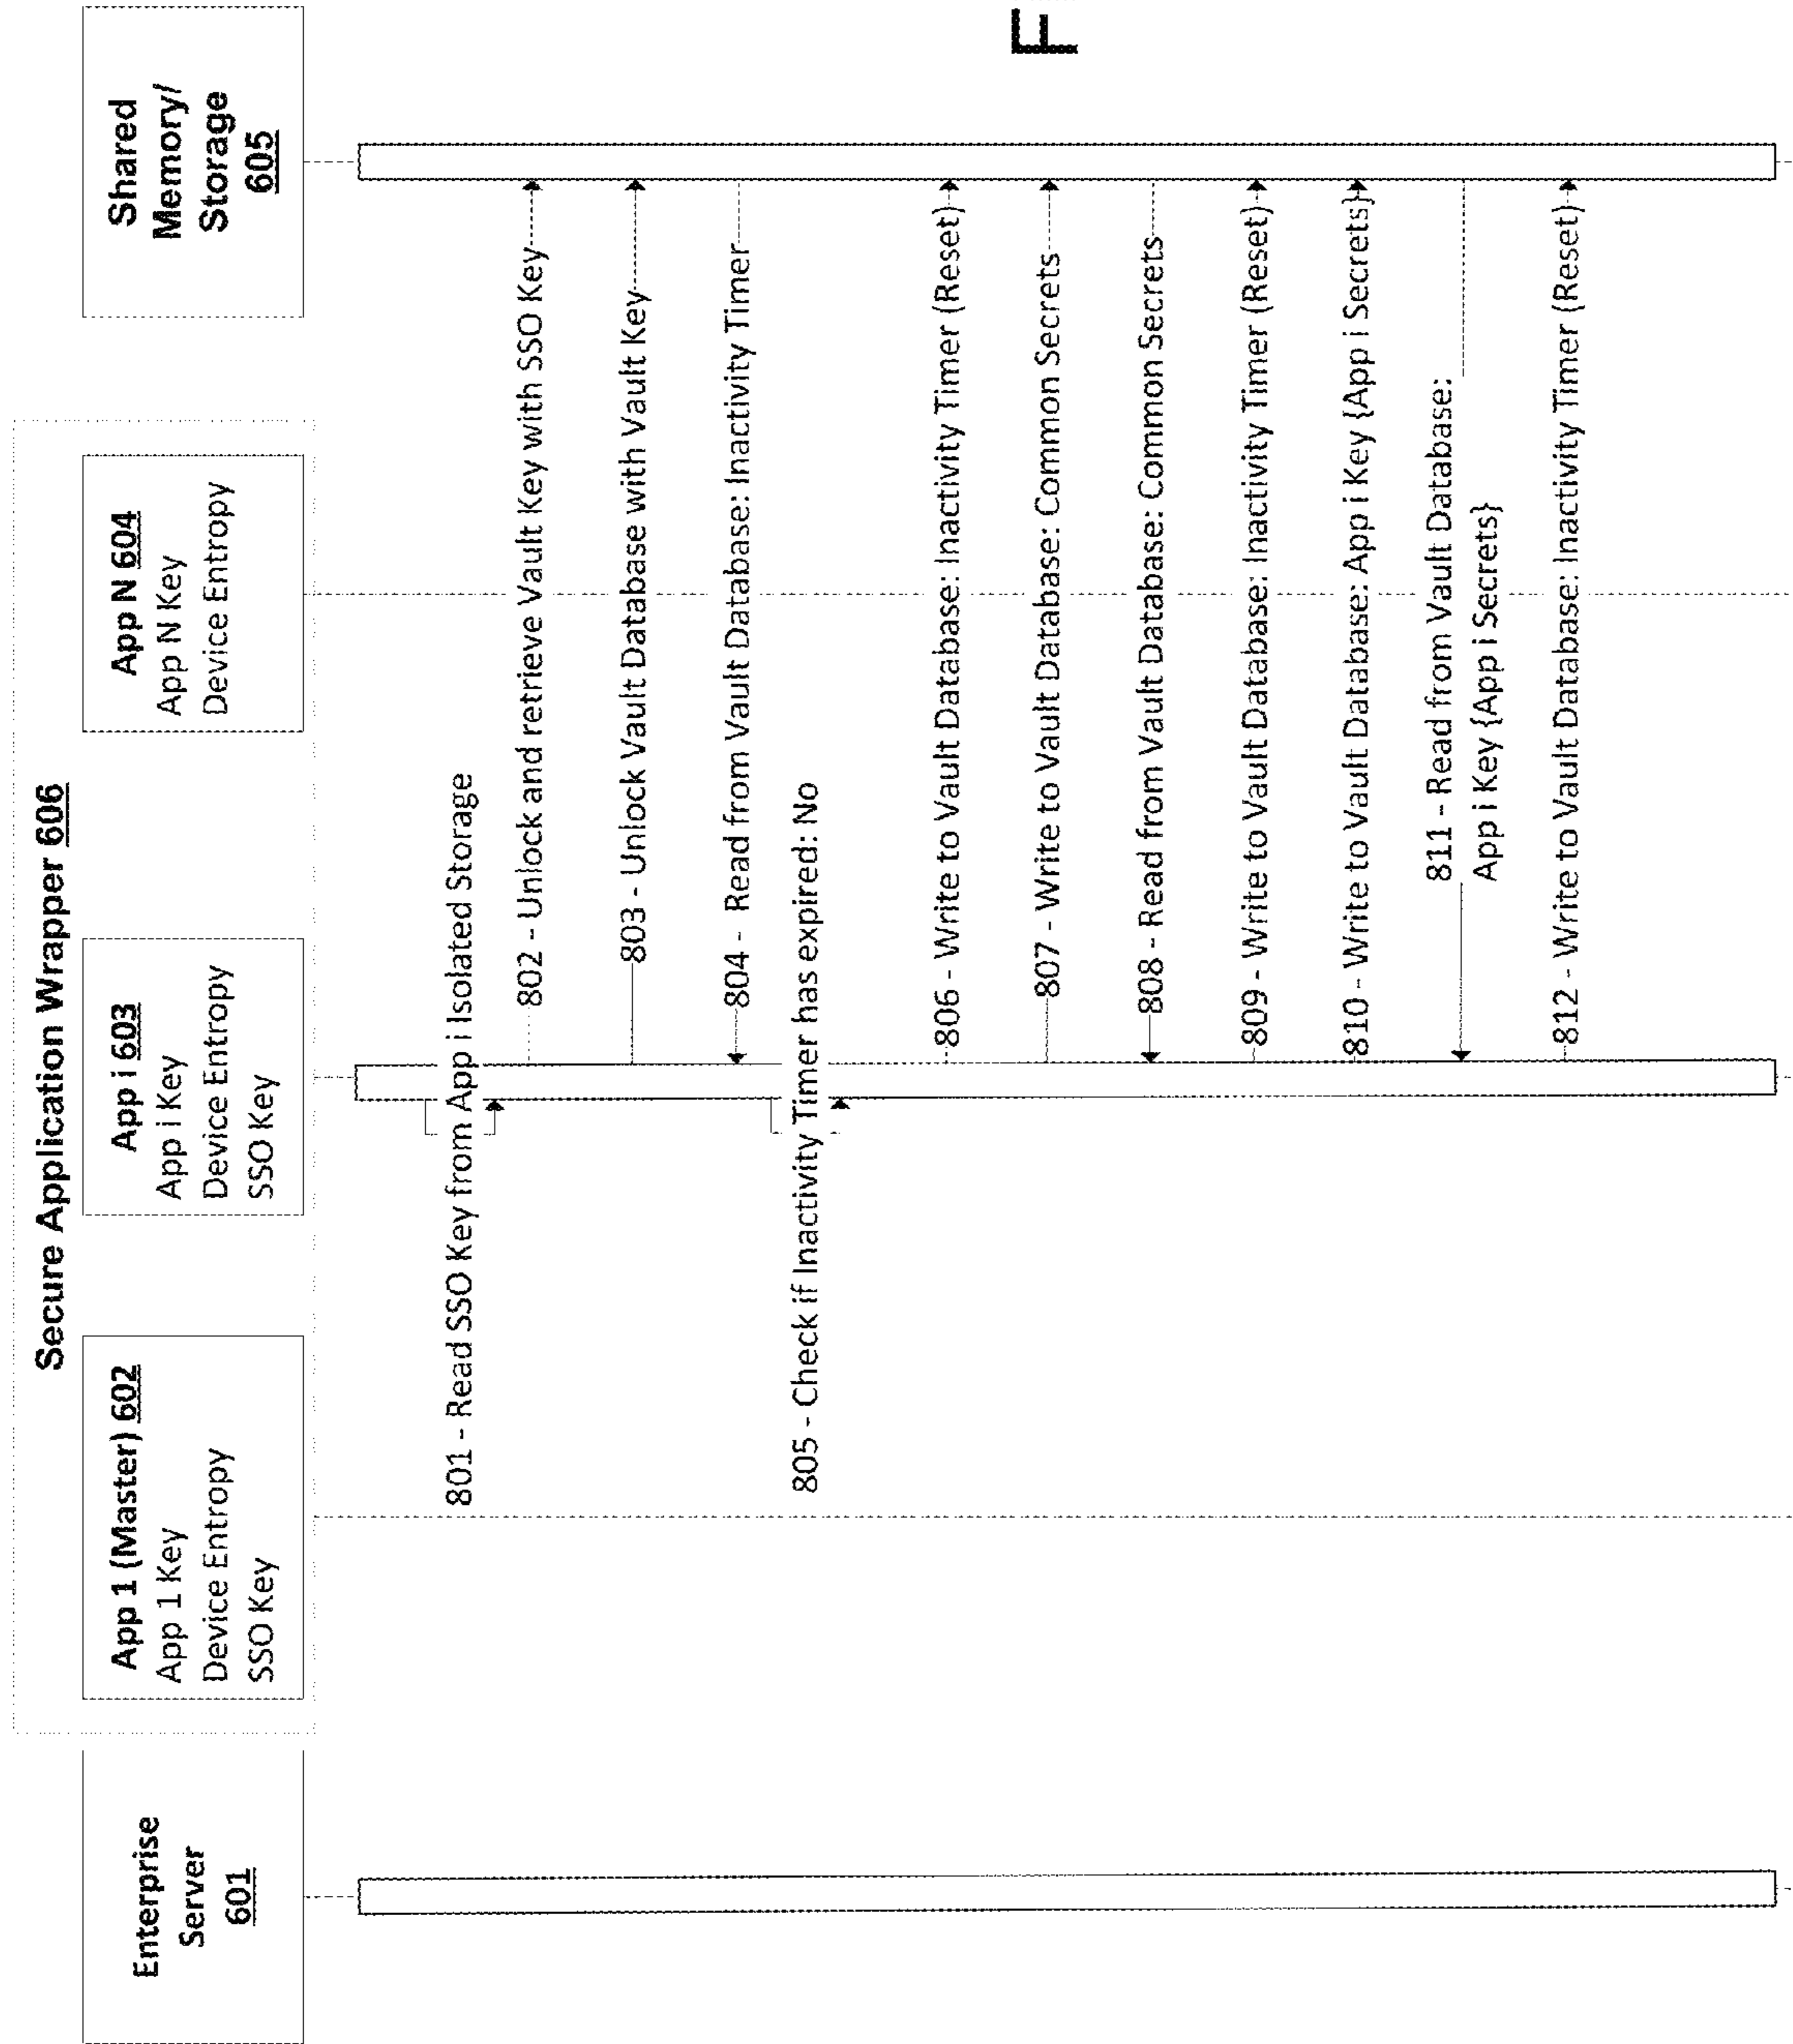 Secure Application Wrapper 606
Enterprise
Server
601
App 1 (Master) 602
App 1 Key
Device Entropy
SSO Key
App i 603
App i Key
Device Entropy
SSO Key
App N 604
App N Key
Device Entropy
Shared
Memory/
Storage
605
801 - Read SSO Key from App i Isolated Storage
802 - Unlock and retrieve Vault Key with SSO Key
803 - Unlock Vault Database with Vault Key
804 - Read from Vault Database: Inactivity Timer
805 - Check if Inactivity Timer has expired: No
806 - Write to Vault Database: Inactivity Timer (Reset)
807 - Write to Vault Database: Common Secrets
808 - Read from Vault Database: Common Secrets
809 - Write to Vault Database: Inactivity Timer (Reset)
810 - Write to Vault Database: App i Key {App i Secrets}
811 - Read from Vault Database:
App i Key {App i Secrets}
812 - Write to Vault Database: Inactivity Timer (Reset)